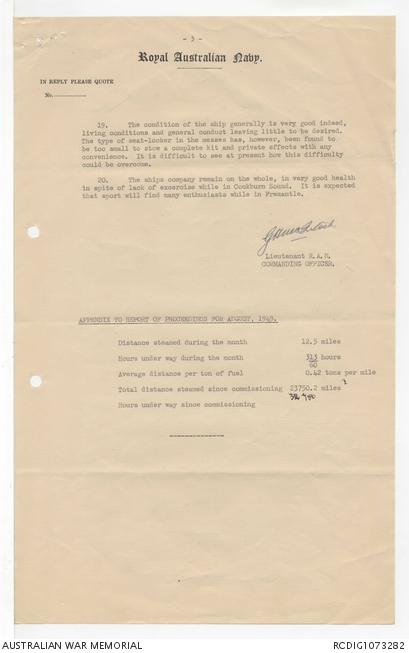 - 3 -
Royal Australian Navy.
IN REPLY PLEASE QUOTE
No.
19. The condition of the ship generally is very good indeed,
living conditions and general conduct leaving little to be desired.
The type of seat-locker in the messes has, however, been found to
be too small to stow a complete kit and private effects with any
convenience. It is difficult to see at present how this difficulty
could be overcome.
20. The ships company remain on the whole, in very good health
in spite of lack of excercise while in Cockburn Sound. It is expected
that sport will find many enthusiasts while in Fremantle.
Lieutenant R.A.N.
COMMANDING OFFICER.
APPENDIX TO REPORT OF PROCEEDINGS FOR AUGUST, 1949.
Distance steamed during the month 12.5 miles
Hours under way during the month 313 hours
60
Average distance per ton of fuel 0.42 tons per mile
?
Total distance steamed since commissioning 23750.2 miles
Hours under way since commissioning
AUSTRALIAN WAR MEMORIAL
RCDIG1073282